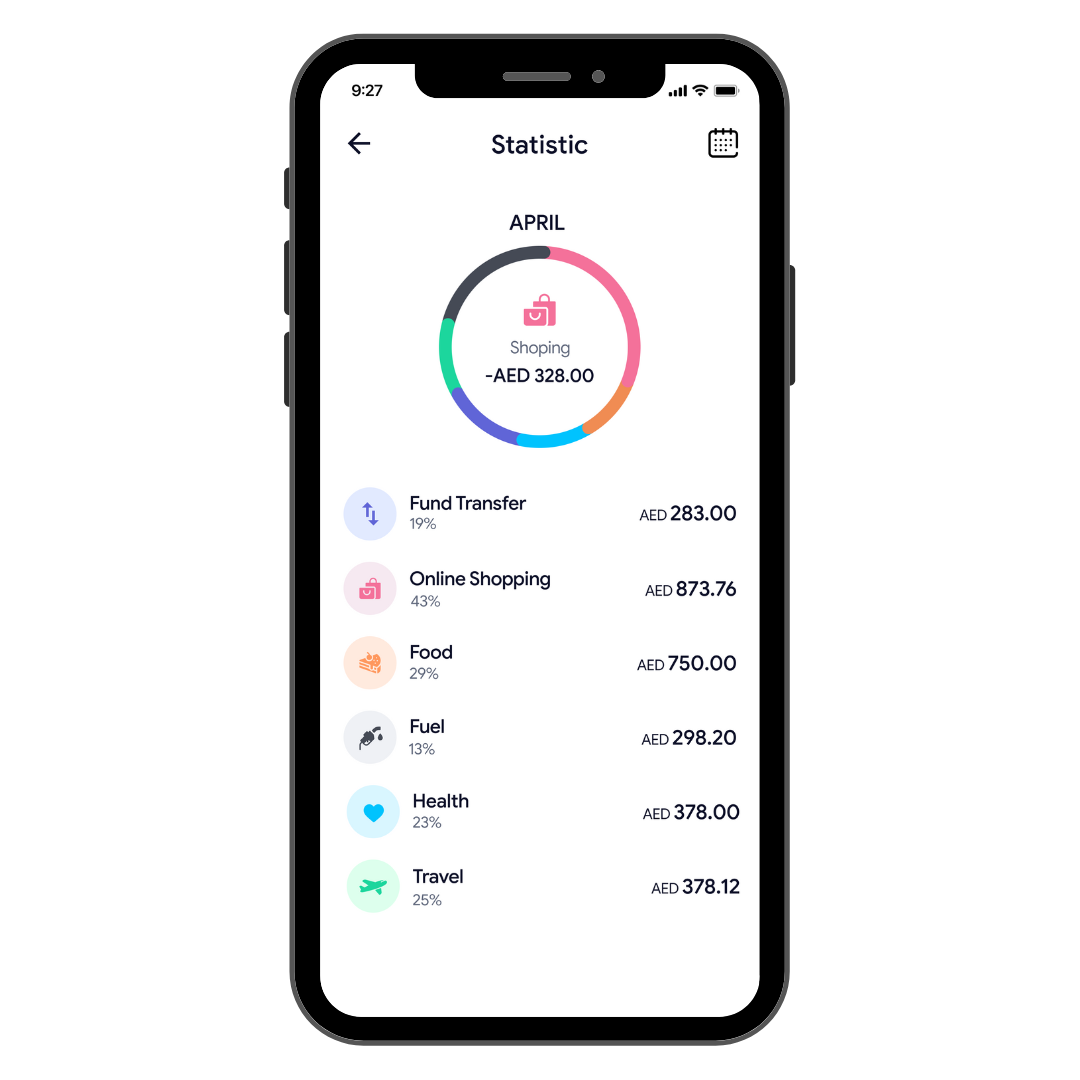 9:27
Statistic
APRIL
Shoping
-AED 328.00
Fund Transfer
19%
AED 283.00
Online Shopping
43%
AED 873.76
Food
29%
AED 750.00
Fuel
13%
AED 298.20
Health
23%
AED 378.00
Travel
25%
AED 378.12